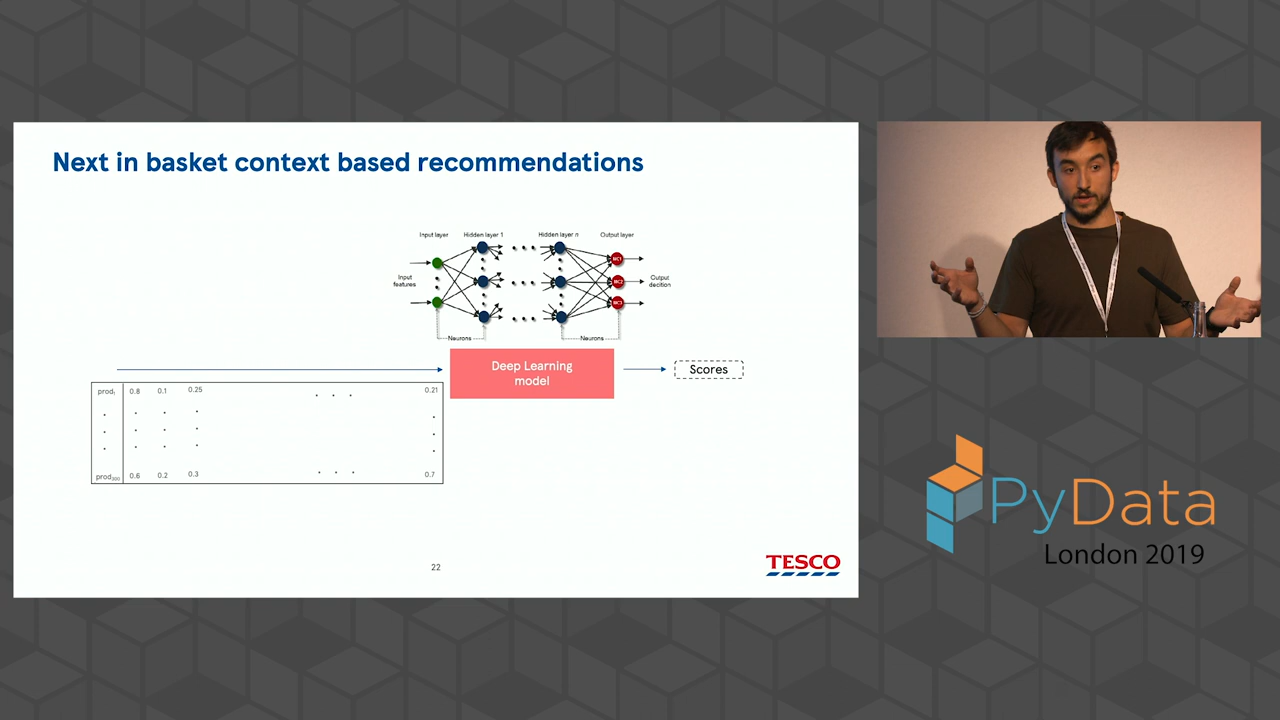 Next in basket context based recommendations
Input layer
Hidden layer 1
Hidden layer n
Output layer
Input
features
Output
decition
Neurons
Neurons
Deep Learning
model
Scores
prod₁ 0.8 0.1 0.25 0.21
0.6 0.2 0.3 0.7
22
TESCO
PyData
London 2019